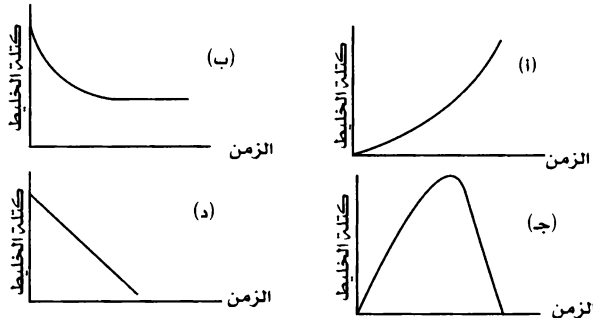 كتلة الخليط
(أ)
الزمن
كتلة الخليط
(ب)
الزمن
كتلة الخليط
(جـ)
الزمن
كتلة الخليط
(د)
الزمن